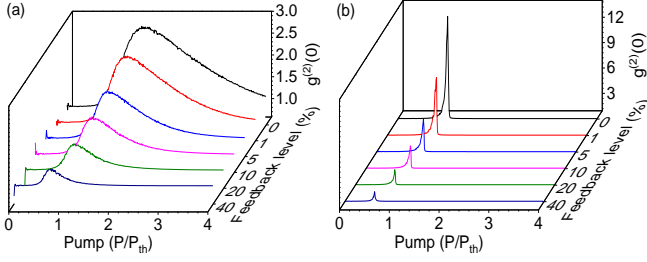 (a)
3.0
2.5
2.0
1.5
1.0
g(2)(0)
0
1
5
10
20
40
Feedback level (%)
0 1 2 3 4
Pump (P/Pth)
(b)
12
9
6
3
g(2)(0)
0
1
5
10
20
40
Feedback level (%)
0 1 2 3 4
Pump (P/Pth)